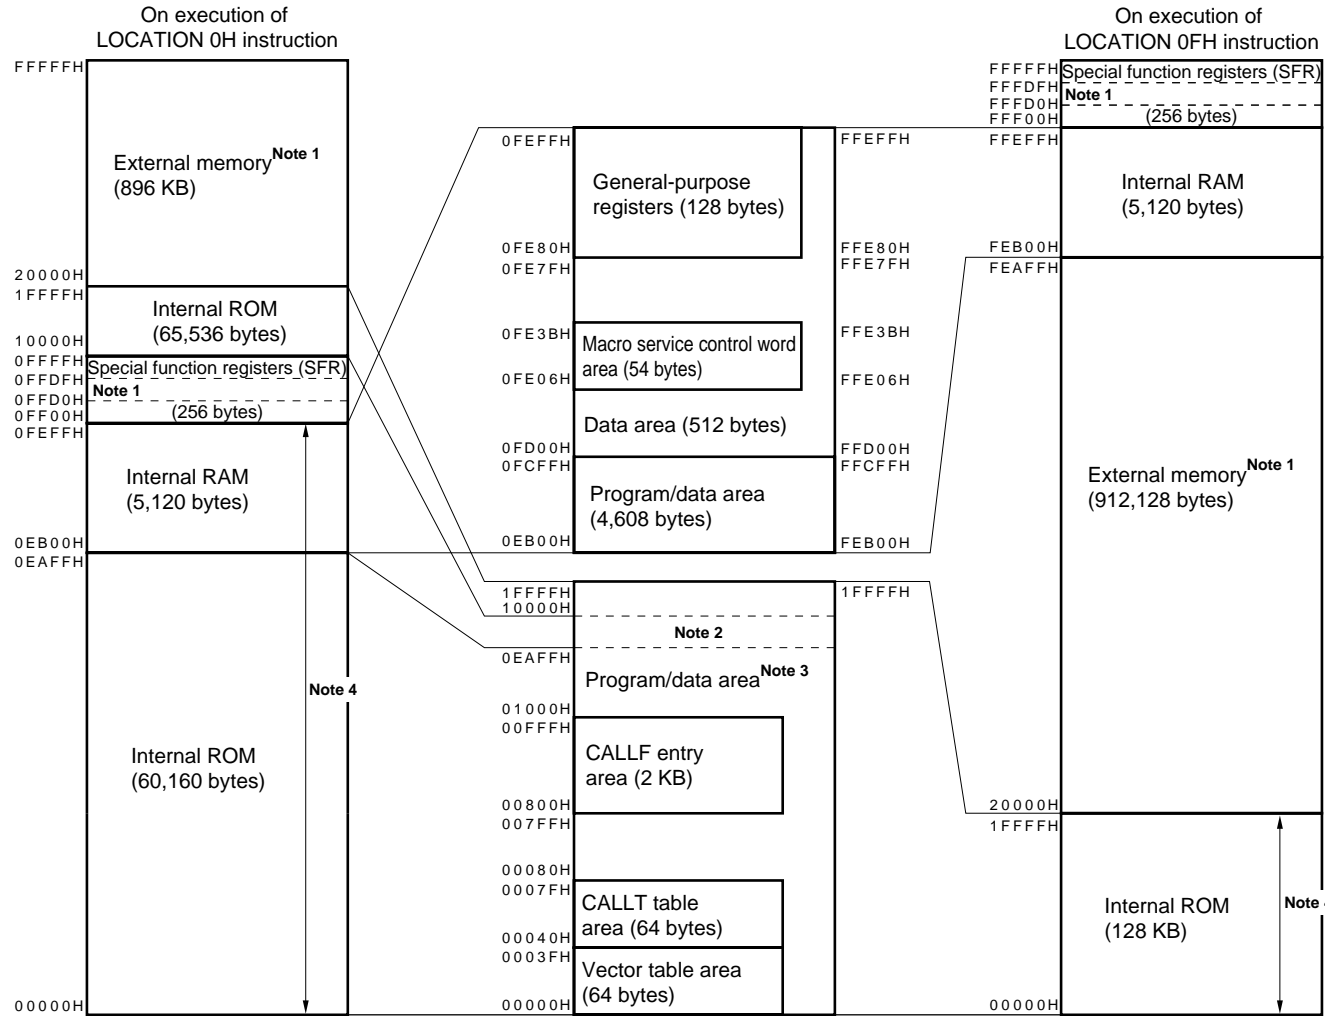 On execution of
LOCATION 0H instruction
FFFFFH
External memory Note 1
(896 KB)
20000H
1FFFFH
Internal ROM
(65,536 bytes)
10000H
0FFFFH
Special function registers (SFR)
0FFDFH
Note 1
0FFD0H
0FF00H
(256 bytes)
0FEFFH
Internal RAM
(5,120 bytes)
0EB00H
0EAFFH
Note 4
Internal ROM
(60,160 bytes)
00000H
0FEFFH
FFEFFH
General-purpose
registers (128 bytes)
0FE80H
FFE80H
0FE7FH
FFE7FH
0FE3BH
FFE3BH
Macro service control word
area (54 bytes)
0FE06H
FFE06H
Data area (512 bytes)
0FD00H
FFD00H
0FCFFH
FFCFFH
Program/data area
(4,608 bytes)
0EB00H
FEB00H
1FFFFH
1FFFFH
10000H
Note 2
0EAFFH
Program/data area Note 3
01000H
00FFFH
CALLF entry
area (2 KB)
00800H
007FFH
00080H
0007FH
CALLT table
area (64 bytes)
00040H
0003FH
Vector table area
(64 bytes)
00000H
On execution of
LOCATION 0FH instruction
FFFFFH
Special function registers (SFR)
FFFDFH
Note 1
FFFD0H
FFF00H
(256 bytes)
FFEFFH
Internal RAM
(5,120 bytes)
FEB00H
FEAFFH
External memory Note 1
(912,128 bytes)
20000H
1FFFFH
Note
Internal ROM
(128 KB)
00000H